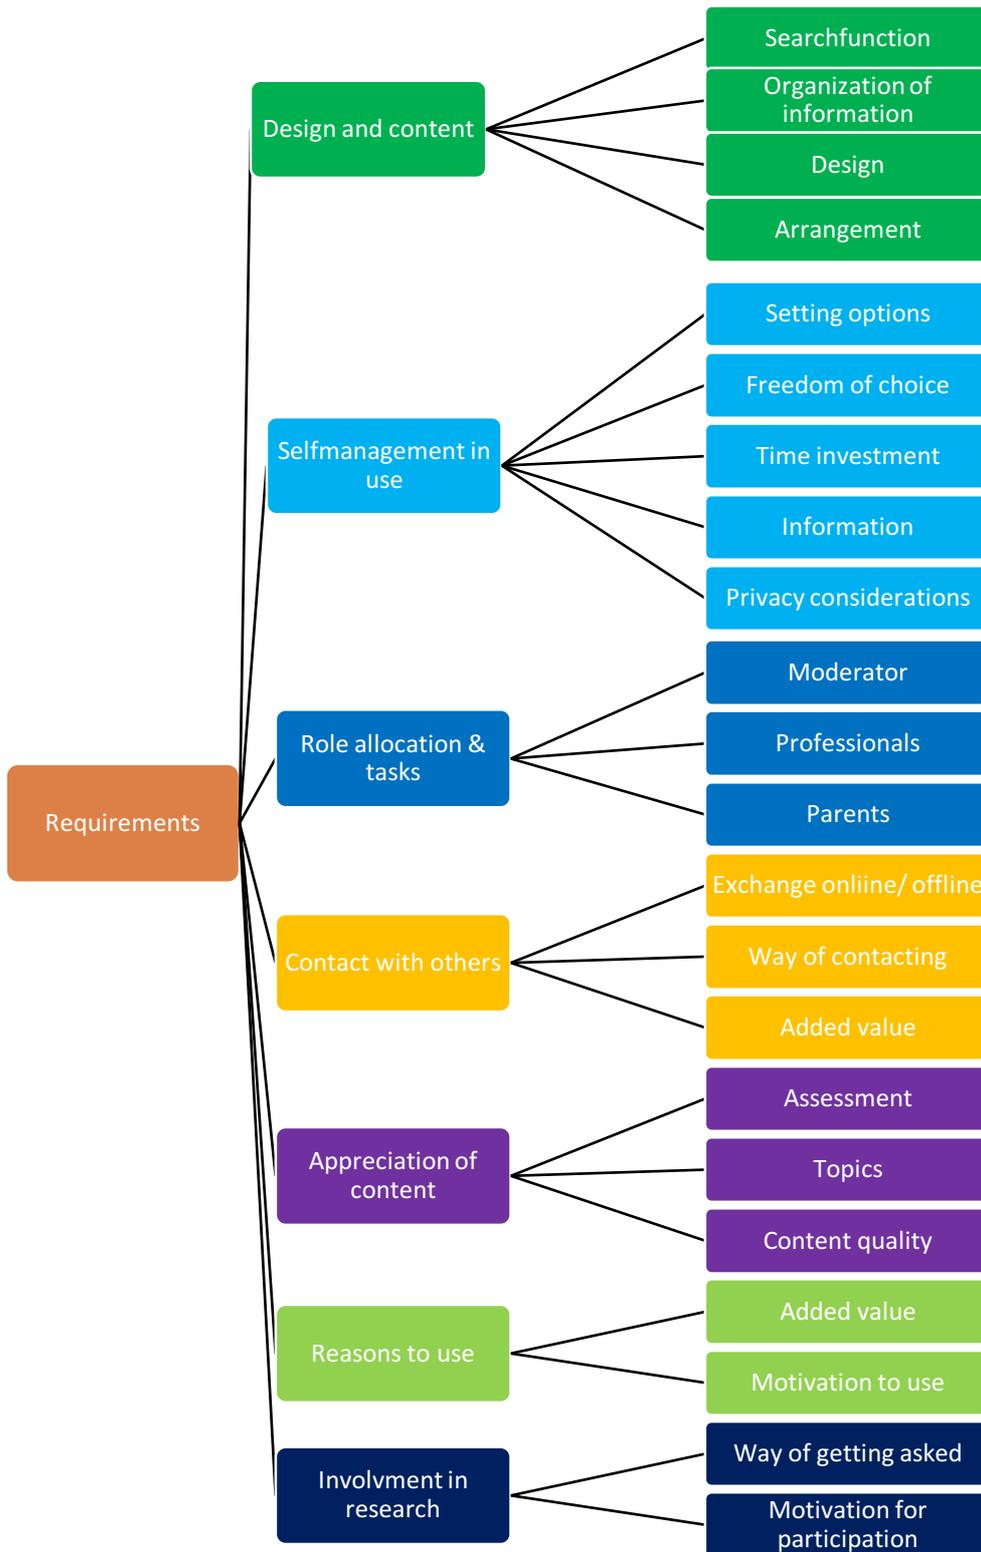 Requirements
Design and content
Searchfunction
Organization of
information
Design
Arrangement
Selfmanagement in
use
Setting options
Freedom of choice
Time investment
Information
Privacy considerations
Role allocation &
tasks
Moderator
Professionals
Parents
Contact with others
Exchange onliine/ offline
Way of contacting
Added value
Appreciation of
content
Assessment
Topics
Content quality
Reasons to use
Added value
Motivation to use
Involvment in
research
Way of getting asked
Motivation for
participation